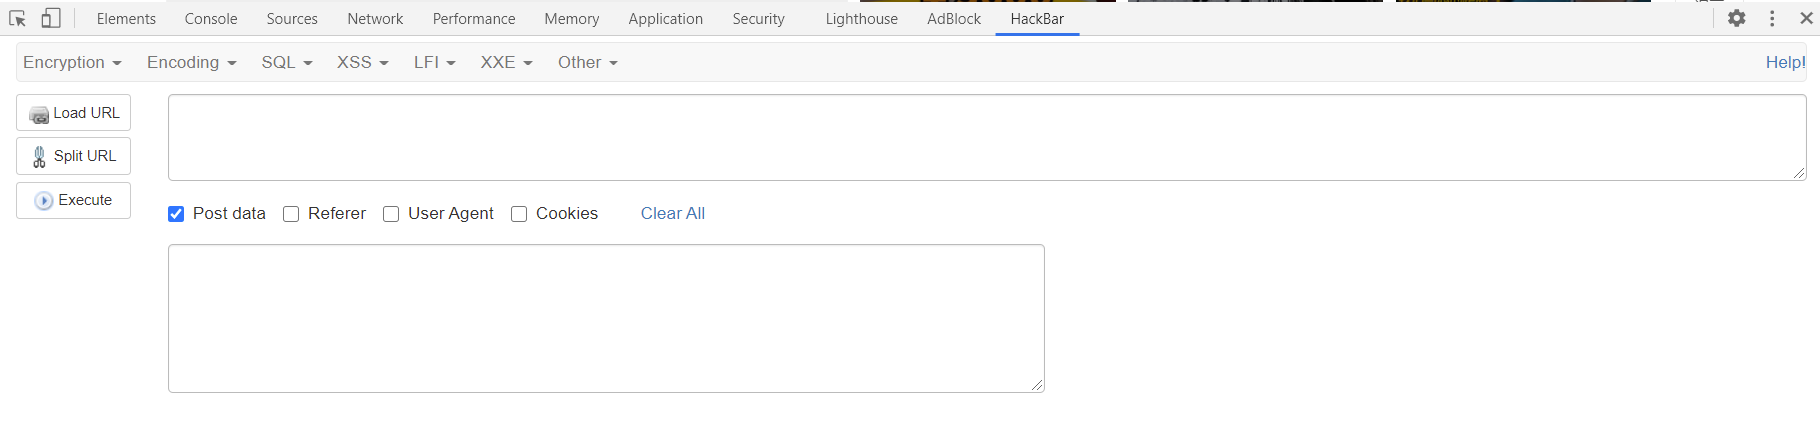 Elements Console Sources Network Performance Memory Application Security Lighthouse AdBlock HackBar
Encryption Encoding SQL XSS LFI XXE Other Help!
Load URL
Split URL
Execute
Post data Referer User Agent Cookies Clear All